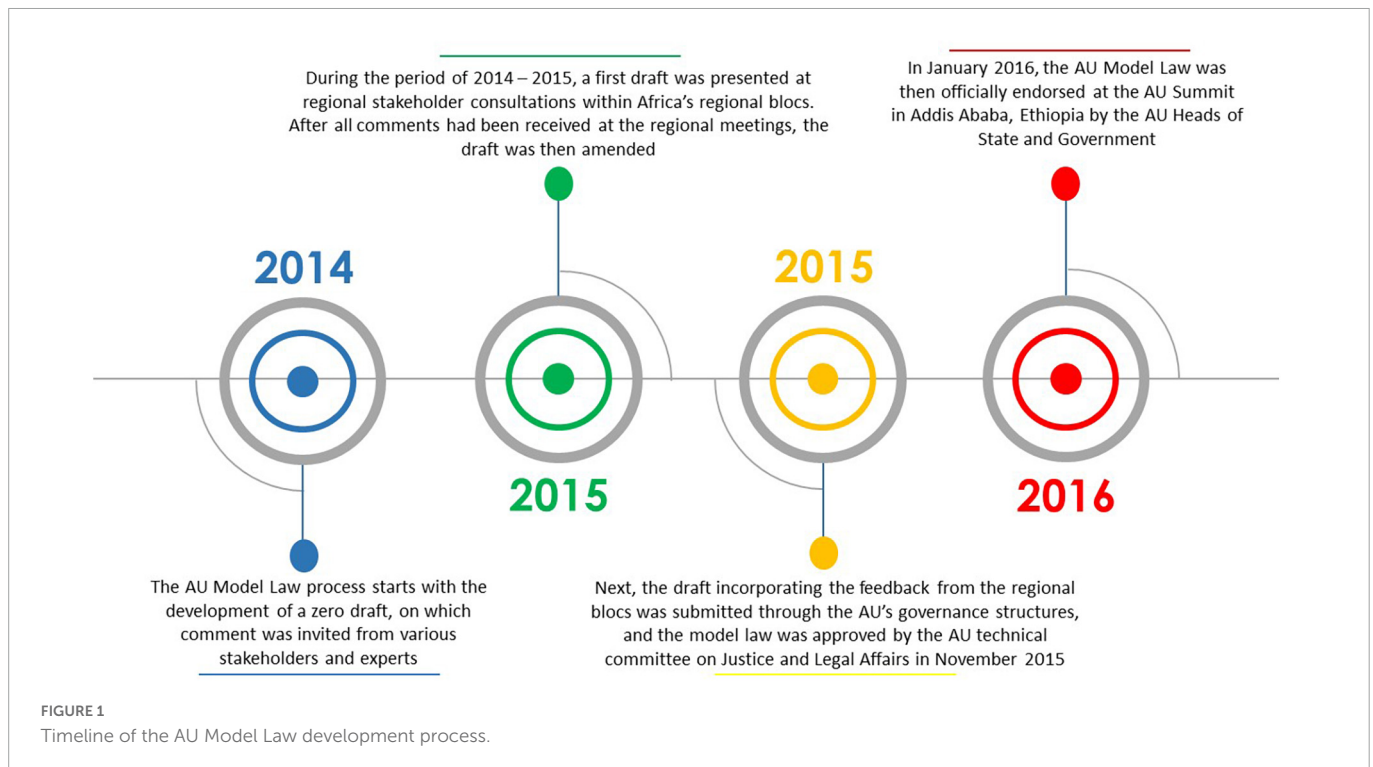 During the period of 2014 – 2015, a first draft was presented at
regional stakeholder consultations within Africa's regional blocs.
After all comments had been received at the regional meetings, the
draft was then amended
In January 2016, the AU Model Law was
then officially endorsed at the AU Summit
in Addis Ababa, Ethiopia by the AU Heads of
State and Government
2014
2015
2015
2016
The AU Model Law process starts with the
development of a zero draft, on which
comment was invited from various
stakeholders and experts
Next, the draft incorporating the feedback from the regional
blocs was submitted through the AU's governance structures,
and the model law was approved by the AU technical
committee on Justice and Legal Affairs in November 2015
FIGURE 1
Timeline of the AU Model Law development process.